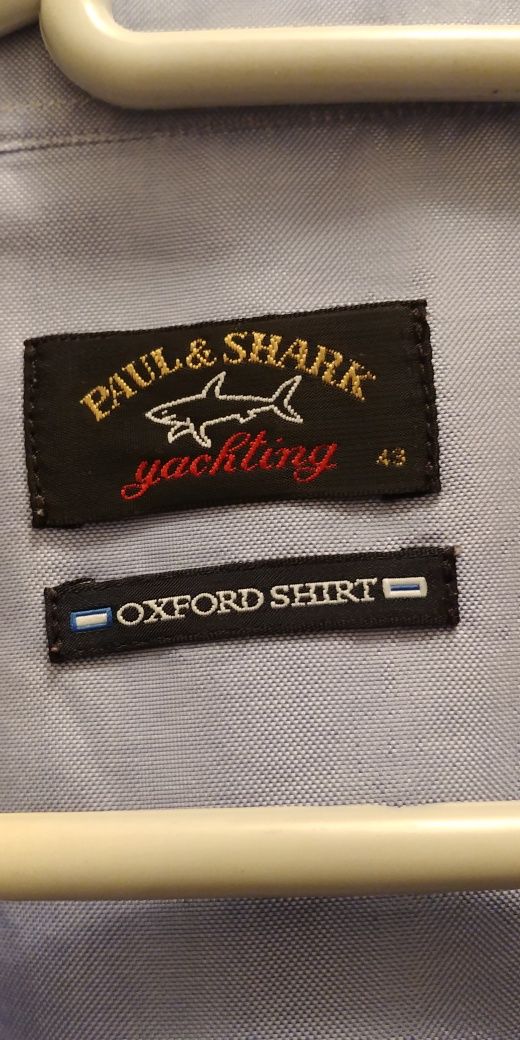 PAUL & SHARK
yachting 43
OXFORD SHIRT